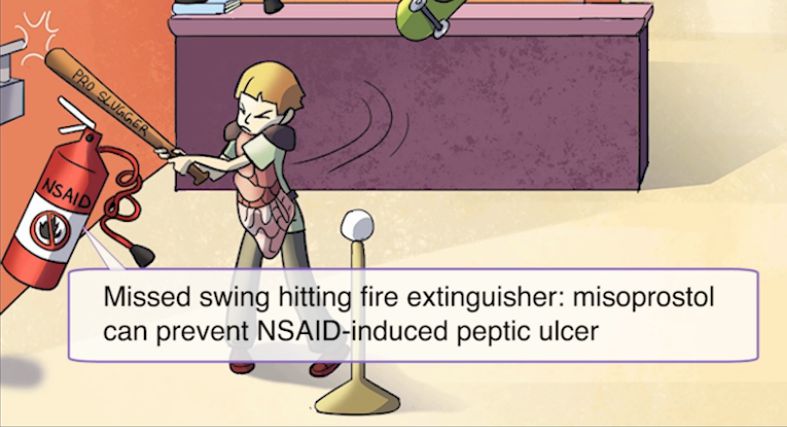 PRO SLUGGER
NSAID
Missed swing hitting fire extinguisher: misoprostol
can prevent NSAID-induced peptic ulcer